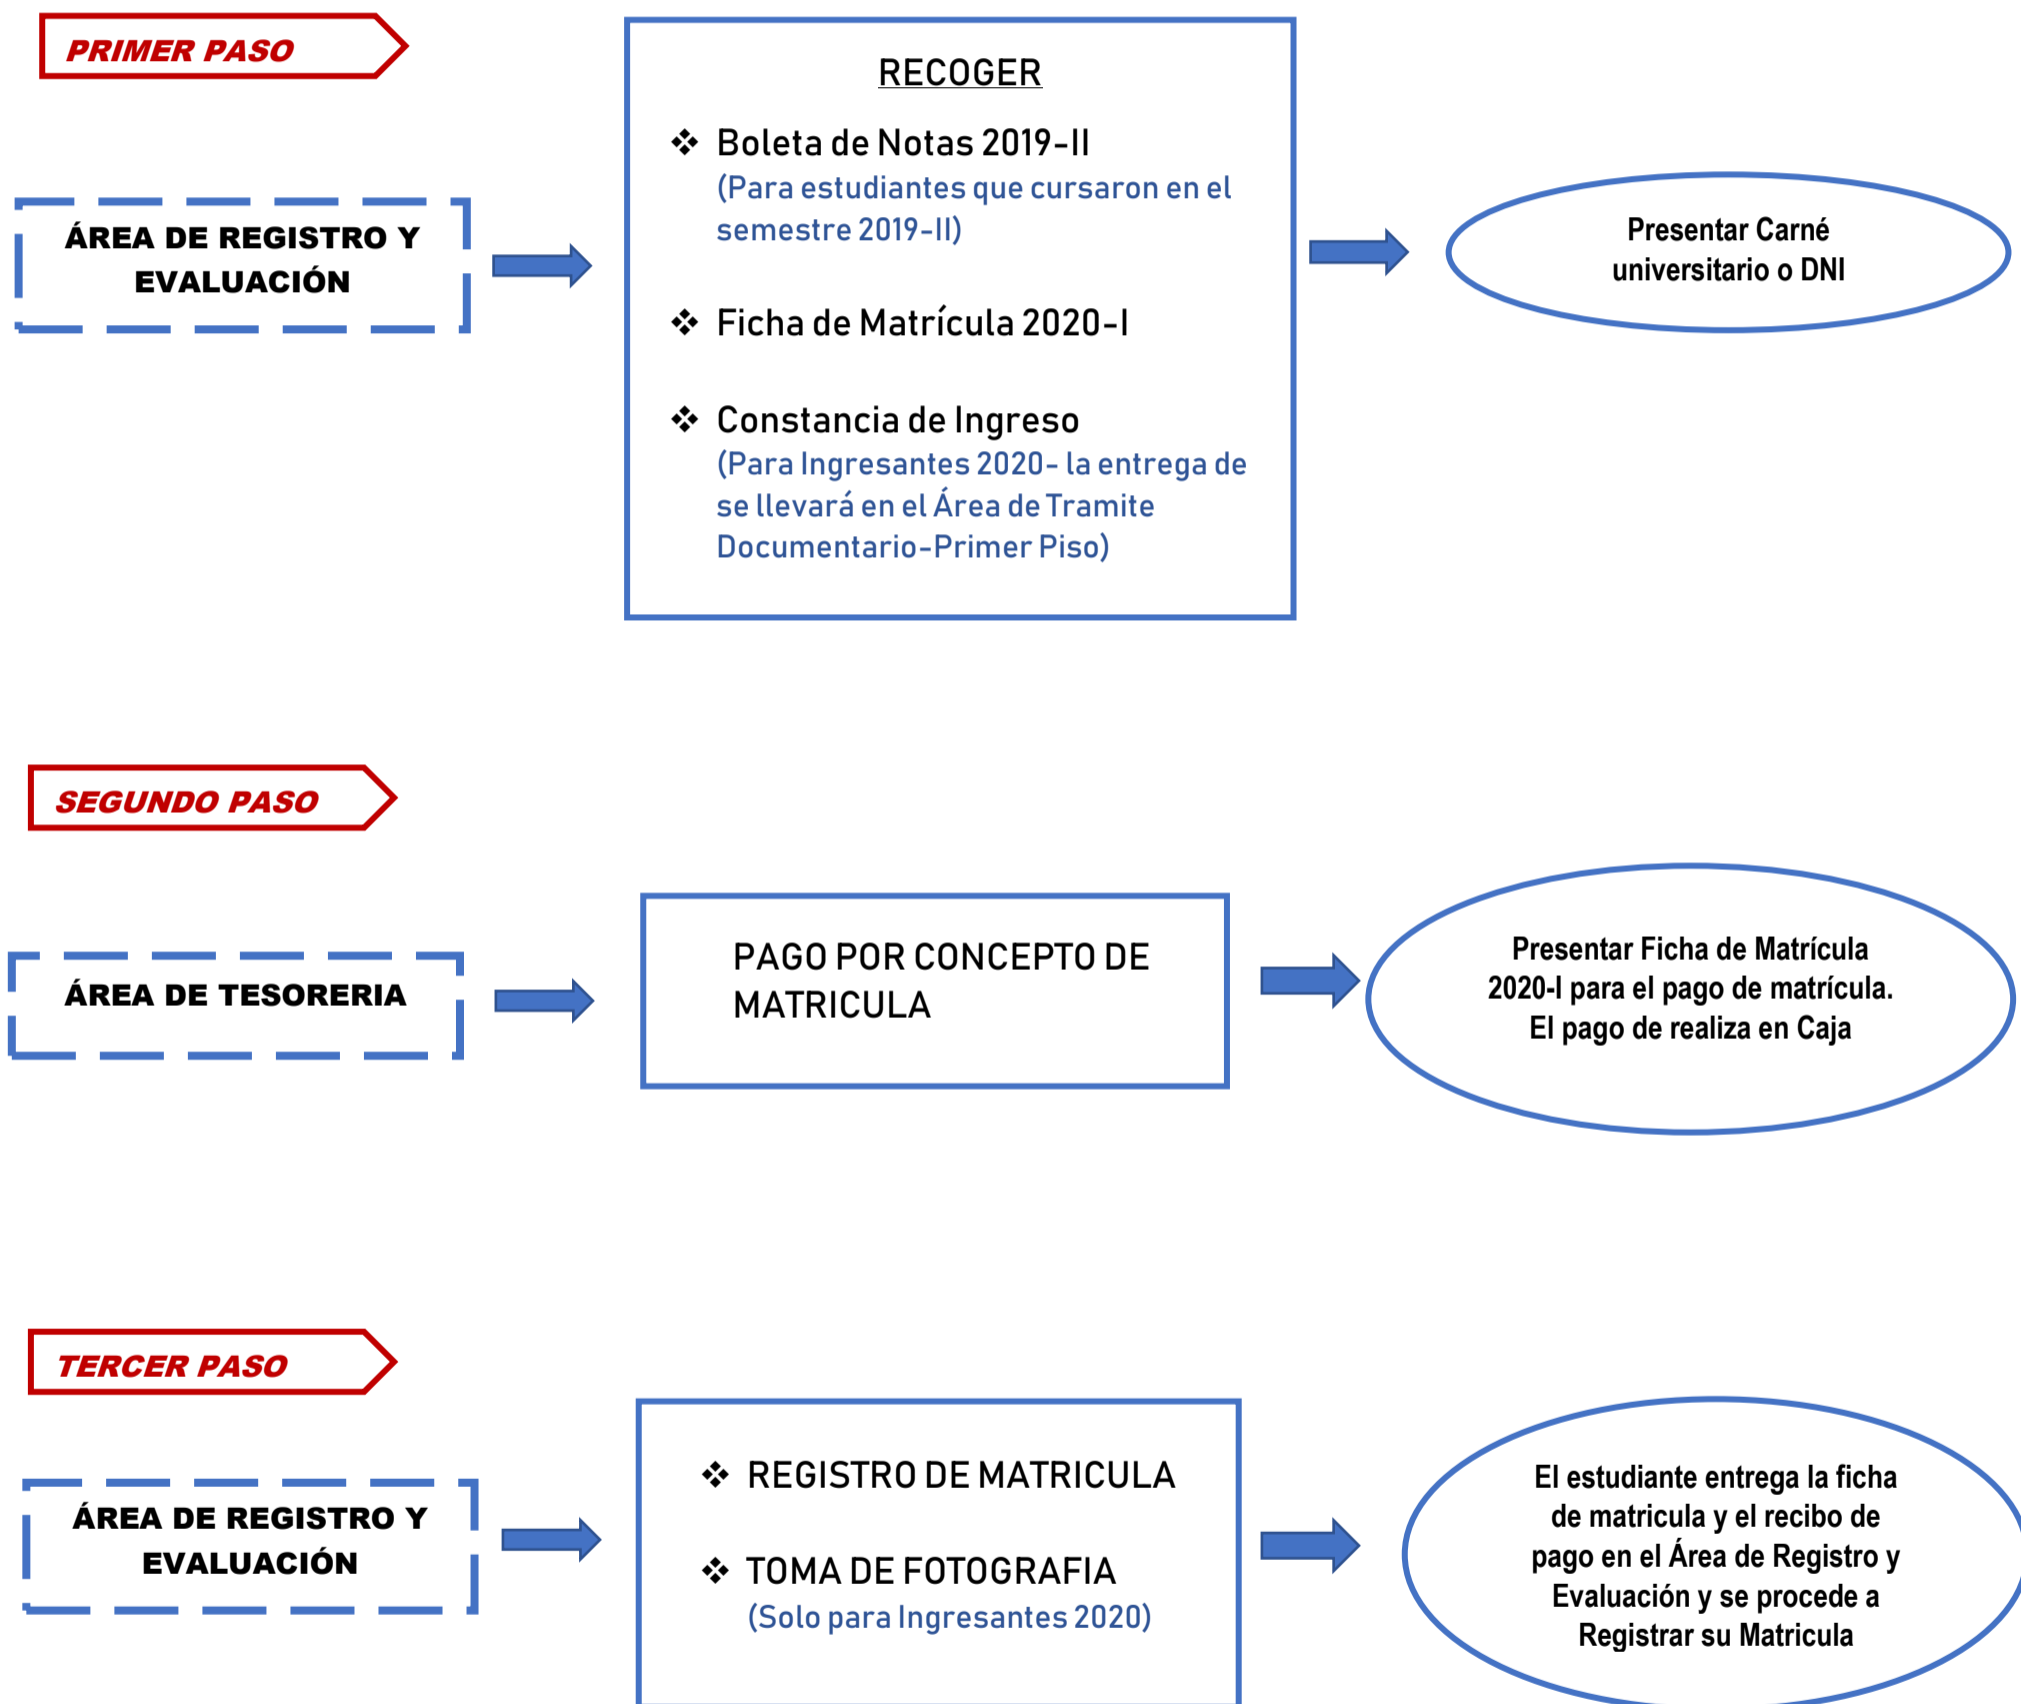 PRIMER PASO
ÁREA DE REGISTRO Y
EVALUACIÓN
RECOGER
❖ Boleta de Notas 2019-II
(Para estudiantes que cursaron en el
semestre 2019-II)
❖ Ficha de Matrícula 2020-I
❖ Constancia de Ingreso
(Para Ingresantes 2020- la entrega de
se llevará en el Área de Tramite
Documentario-Primer Piso)
Presentar Carné
universitario o DNI
SEGUNDO PASO
ÁREA DE TESORERIA
PAGO POR CONCEPTO DE
MATRICULA
Presentar Ficha de Matrícula
2020-I para el pago de matrícula.
El pago de realiza en Caja
TERCER PASO
ÁREA DE REGISTRO Y
EVALUACIÓN
❖ REGISTRO DE MATRICULA
❖ TOMA DE FOTOGRAFIA
(Solo para Ingresantes 2020)
El estudiante entrega la ficha
de matricula y el recibo de
pago en el Área de Registro y
Evaluación y se procede a
Registrar su Matricula